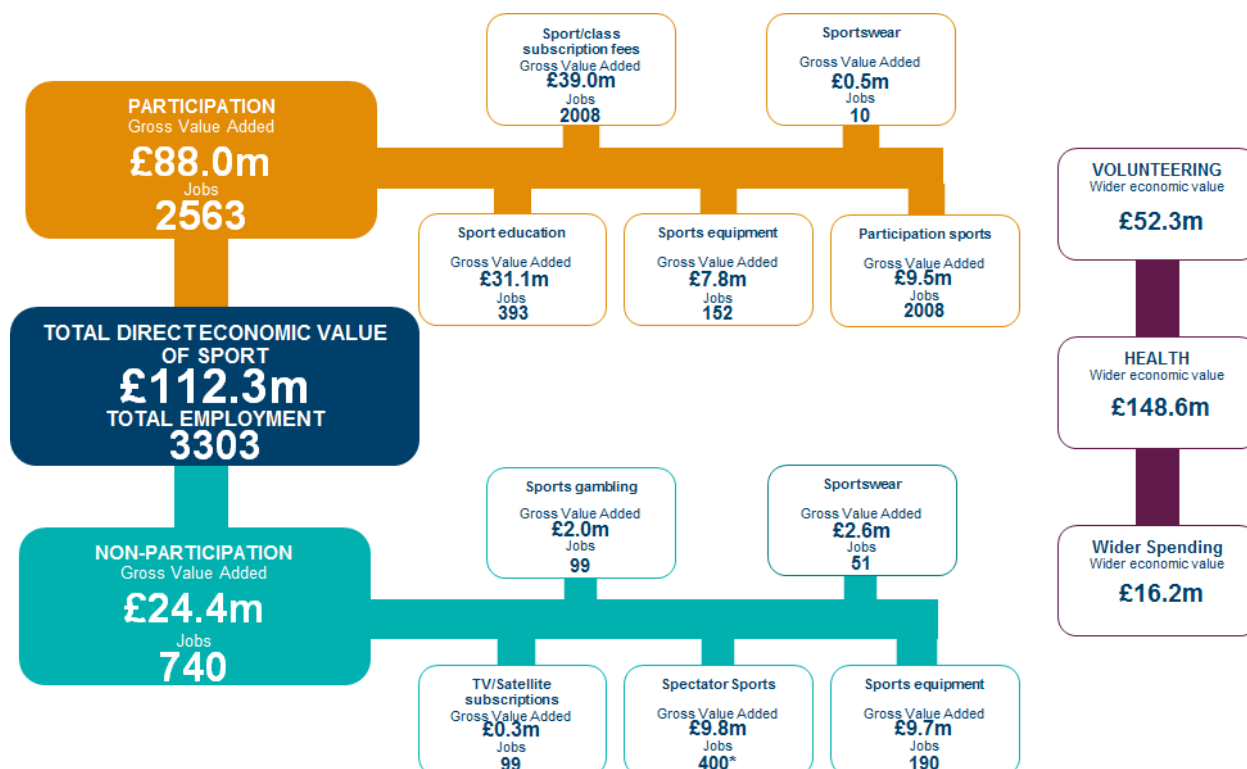 Sport/class
subscription fees
Gross Value Added
£39.0m
Jobs
2008
Sportswear
Gross Value Added
£0.5m
Jobs
10
PARTICIPATION
Gross Value Added
£88.0m
Jobs
2563
Sport education
Gross Value Added
£31.1m
Jobs
393
Sports equipment
Gross Value Added
£7.8m
Jobs
152
Participation sports
Gross Value Added
£9.5m
Jobs
2008
TOTAL DIRECT ECONOMIC VALUE
OF SPORT
£112.3m
TOTAL EMPLOYMENT
3303
Sports gambling
Gross Value Added
£2.0m
Jobs
99
Sportswear
Gross Value Added
£2.6m
Jobs
51
NON-PARTICIPATION
Gross Value Added
£24.4m
Jobs
740
TV/Satellite
subscriptions
Gross Value Added
£0.3m
Jobs
99
Spectator Sports
Gross Value Added
£9.8m
Jobs
400*
Sports equipment
Gross Value Added
£9.7m
Jobs
190
VOLUNTEERING
Wider economic value
£52.3m
HEALTH
Wider economic value
£148.6m
Wider Spending
Wider economic value
£16.2m